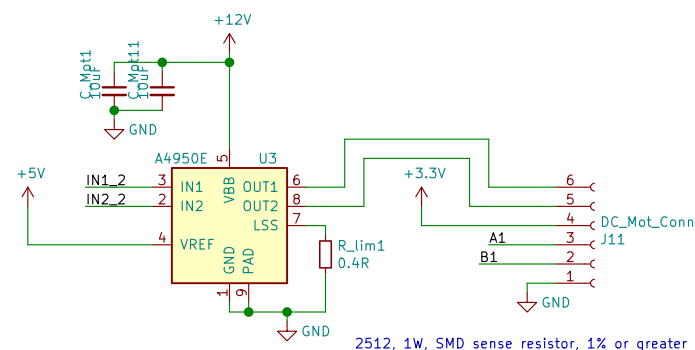 +12V
C_Mot1
10uF
C_Mot11
10uF
GND
A4950E
U3
5
VBB
+5V
IN1_2
3
IN1
IN2_2
2
IN2
4
VREF
OUT1
6
OUT2
8
LSS
7
GND
PAD
1
9
R_lim1
0.4R
GND
+3.3V
6
5
4
A1
3
B1
2
1
DC_Mot_Conn
J11
GND
2512, 1W, SMD sense resistor, 1% or greater